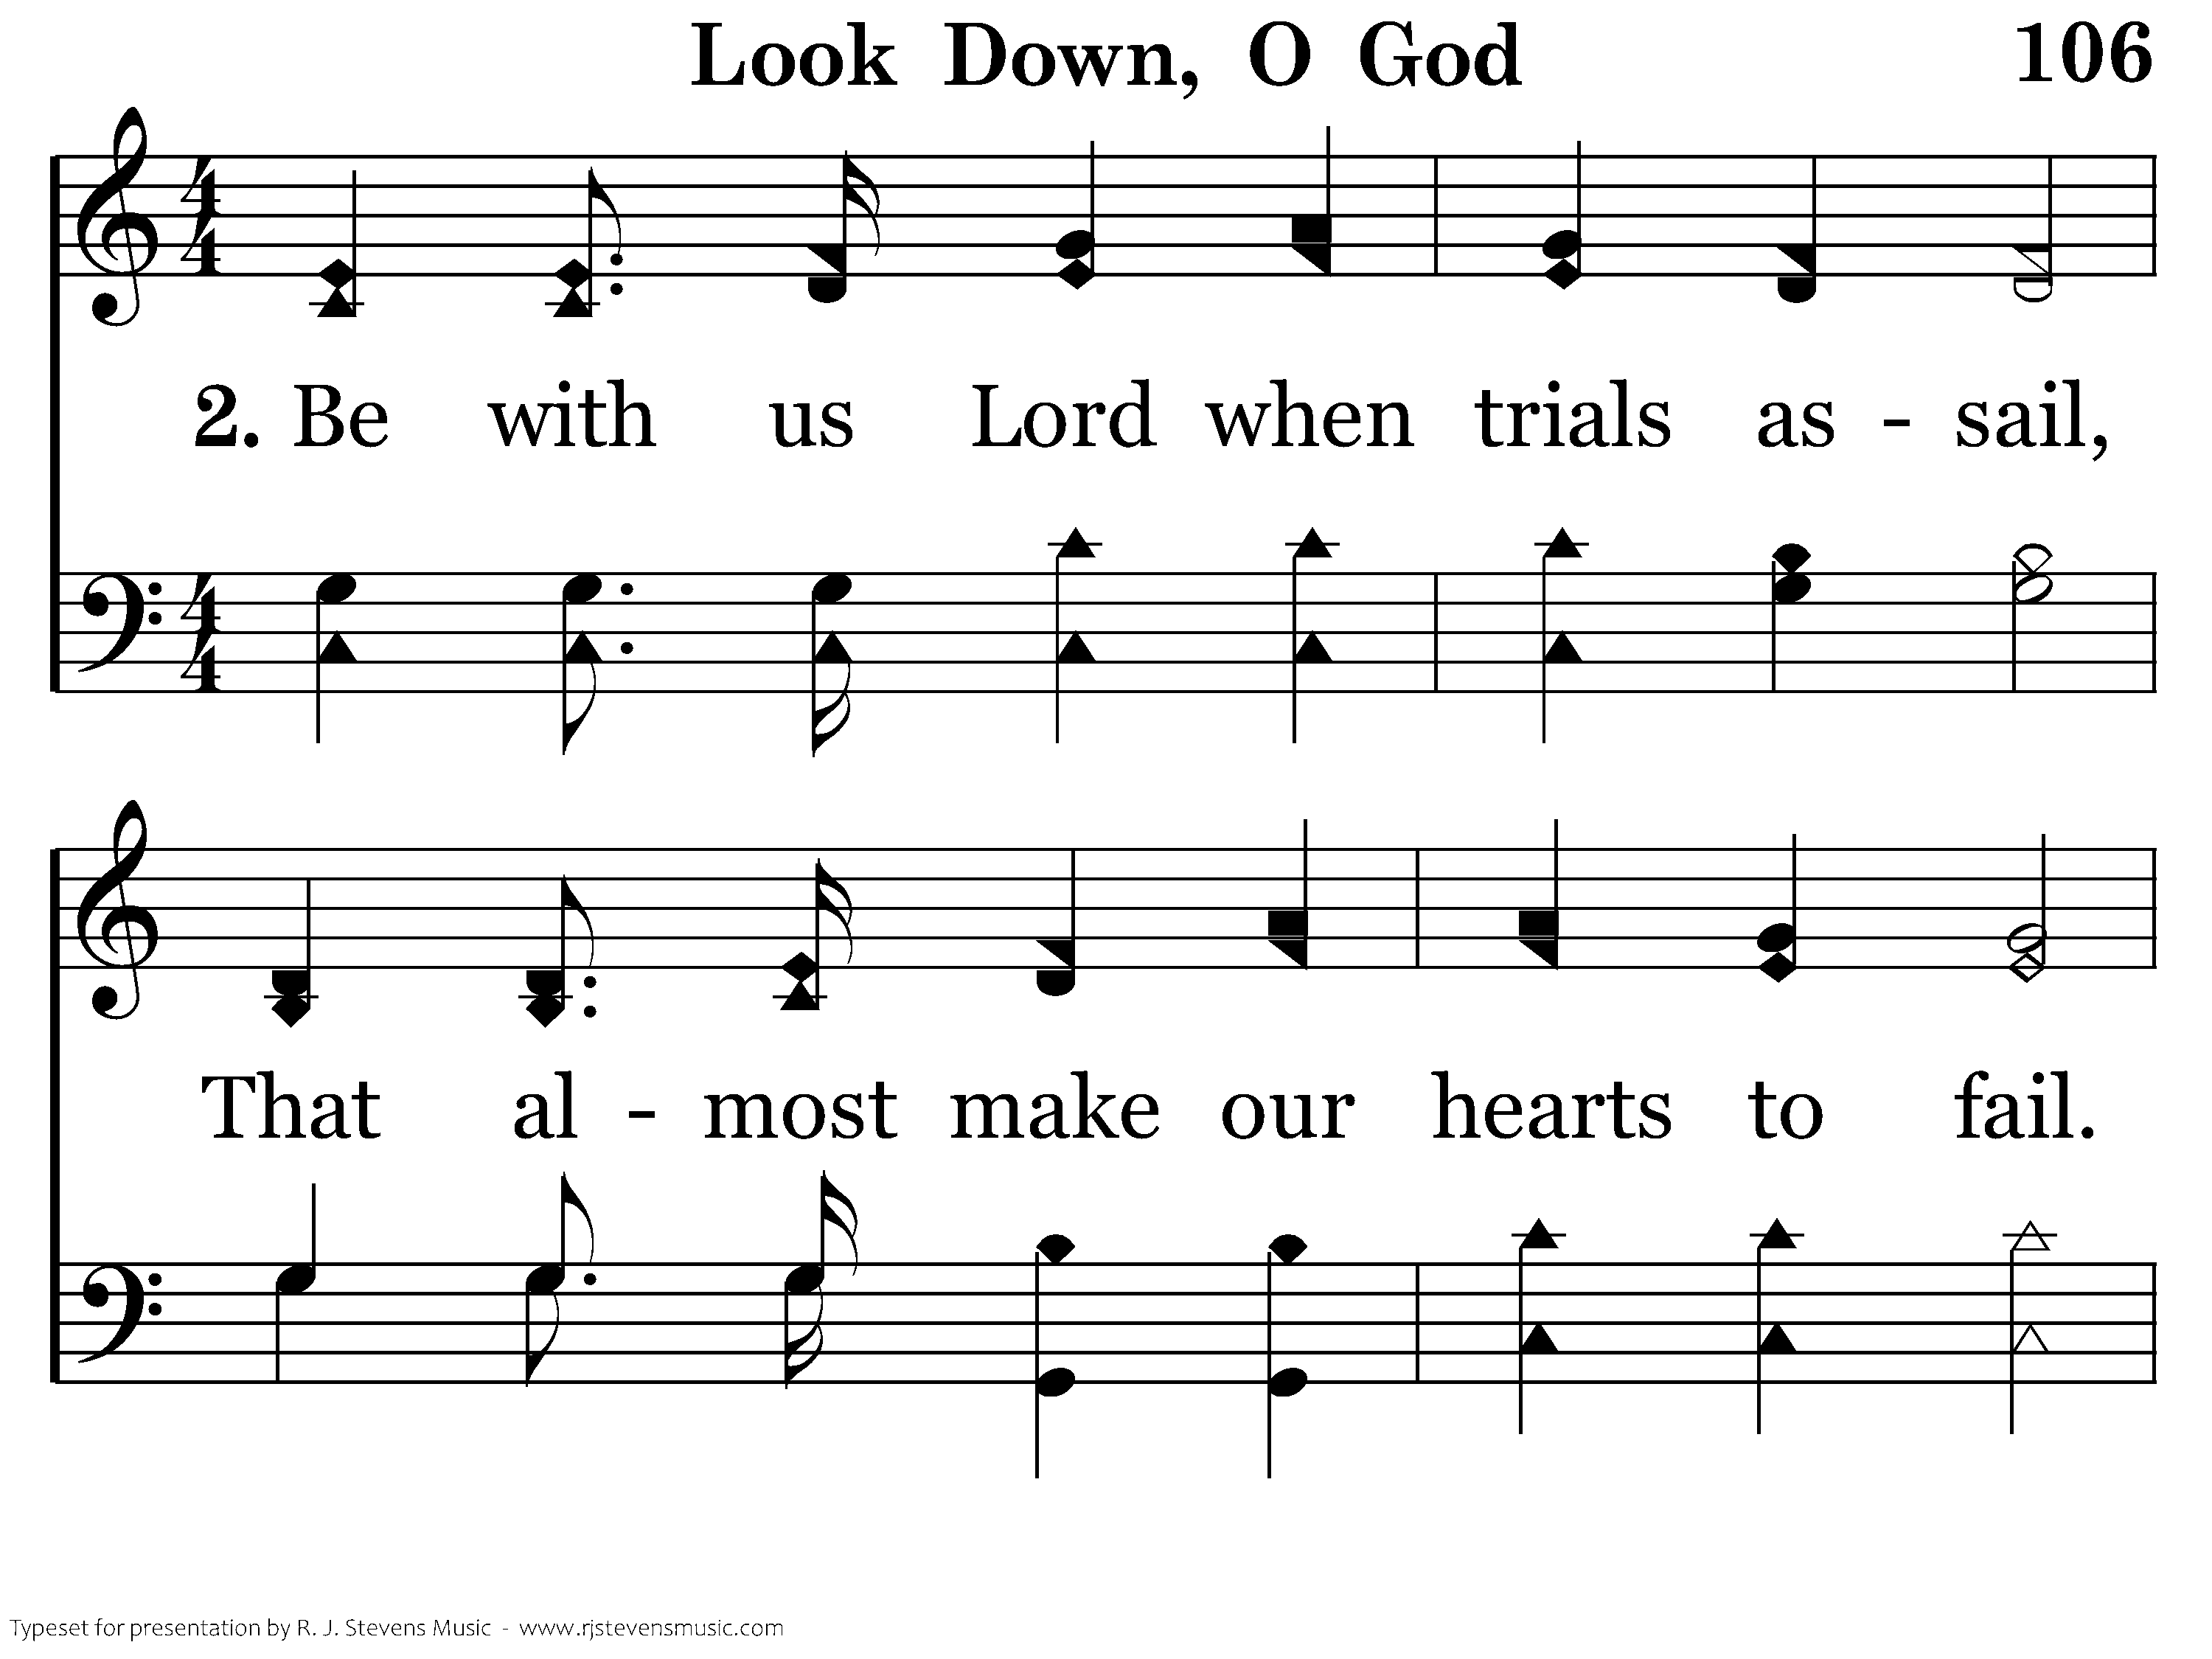 Look Down, O God 106
2. Be with us Lord when trials as - sail,
That al - most make our hearts to fail.
Typeset for presentation by R. J. Stevens Music - www.rjstevensmusic.com